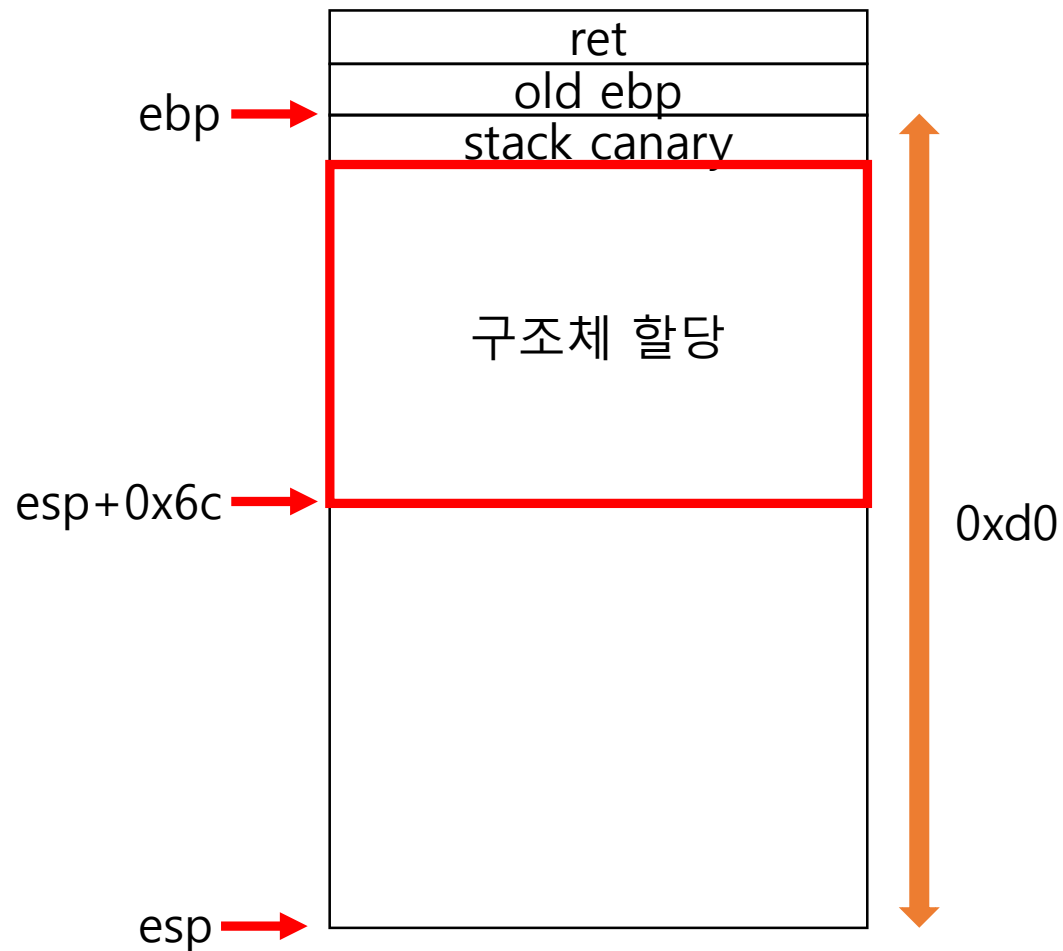 ret
old ebp
ebp
stack canary
구조체 할당
esp+0x6c
0xd0
esp